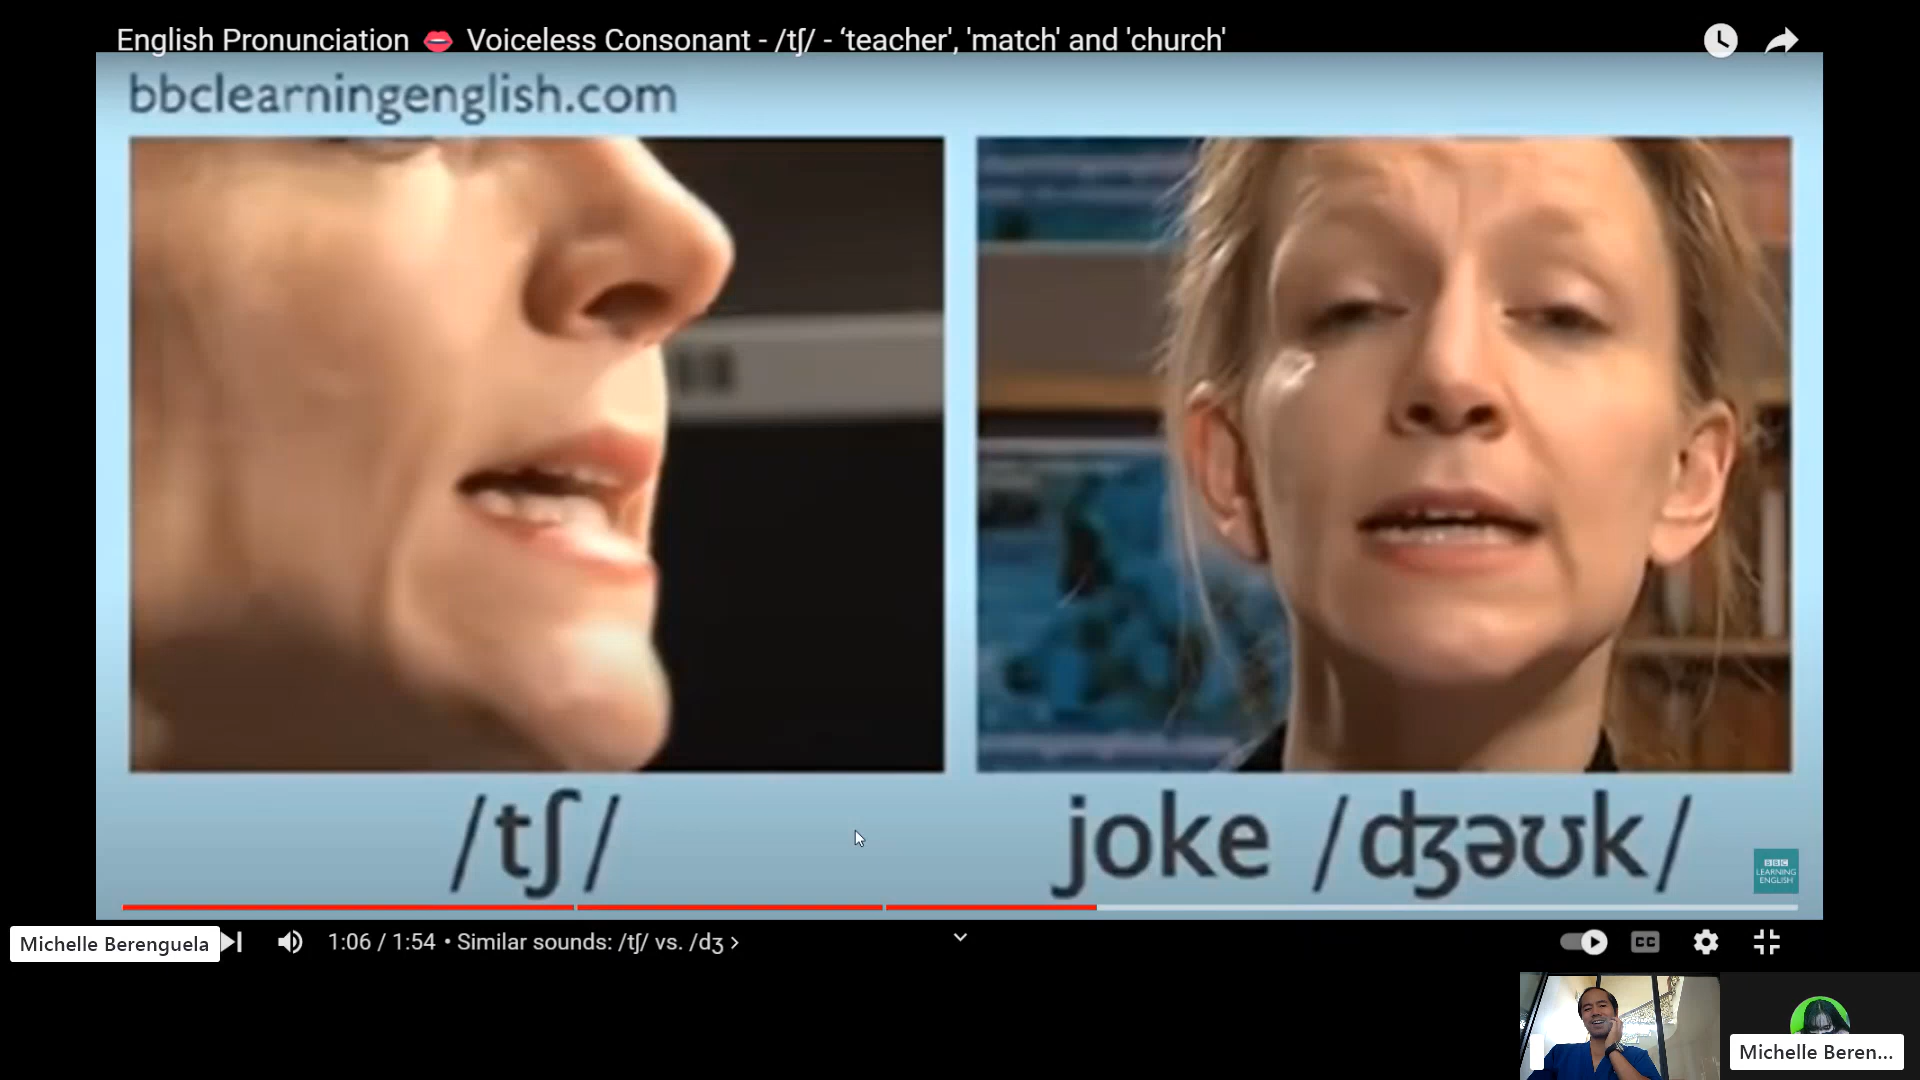 English Pronunciation 👄 Voiceless Consonant - /tʃ/ - ‘teacher', 'match' and 'church'
bbclearningenglish.com
/tʃ/
joke /dʒəʊk/
BBC
LEARNING
ENGLISH
Michelle Berenguela
1:06 / 1:54 • Similar sounds: /tʃ/ vs. /dʒ ›
CC
Michelle Beren...